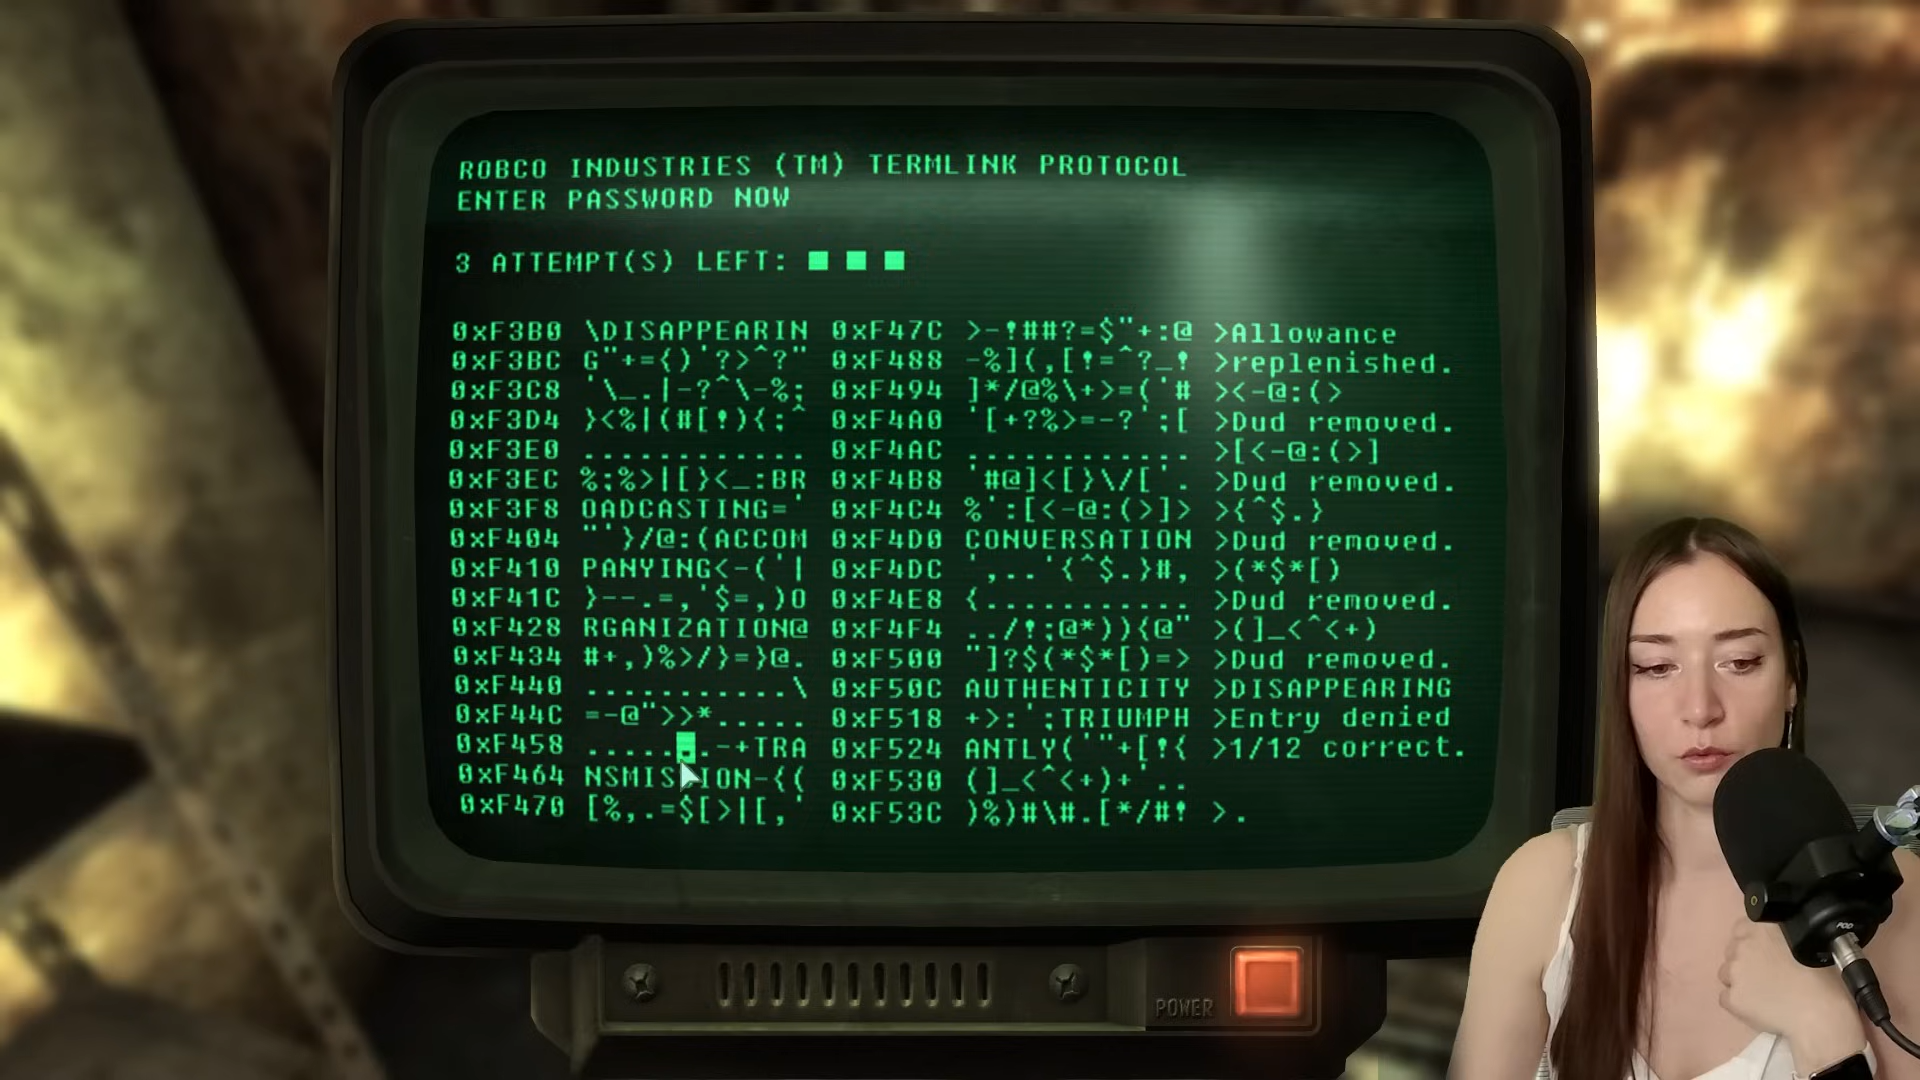 ROBCO INDUSTRIES (TM) TERMLINK PROTOCOL
ENTER PASSWORD NOW
3 ATTEMPT(S) LEFT: ■ ■ ■
0xF3B0 \DISAPPEARIN 0xF47C >-!##?=$"+:@ >Allowance
0xF3BC G"+={}'?>^?" 0xF488 -%](,[!=^?_! >replenished.
0xF3C8 '\_.|-?^\-%; 0xF494 ]*/@%\+>=('# ><-@:(>
0xF3D4 }<%|(#[!){:^ 0xF4A0 '[+?%>=-?';[ >Dud removed.
0xF3E0 ............ 0xF4AC ............ >[<-@:(>]
0xF3EC %;%>|[}<_:BR 0xF4B8 '#@]<[}\/['. >Dud removed.
0xF3F8 OADCASTING=' 0xF4C4 %':[<-@:(>]> >{^$.}
0xF404 "'}/@:(ACCOM 0xF4D0 CONVERSATION >Dud removed.
0xF410 PANYING<-('| 0xF4DC ',..'{^$.}#, >(*$*[)
0xF41C }--.=,'$=,)O 0xF4E8 {........... >Dud removed.
0xF428 RGANIZATION@ 0xF4F4 ../!;@*)){@" >(]_<^<+)
0xF434 #+,)%>/}=}@. 0xF500 "]?$(*$*[)=> >Dud removed.
0xF440 ...........\ 0xF50C AUTHENTICITY >DISAPPEARING
0xF44C =-@">>*..... 0xF518 +>:';TRIUMPH >Entry denied
0xF458 .......-+TRA 0xF524 ANTLY('"+[!{ >1/12 correct.
0xF464 NSMISSION-{( 0xF530 (]_<^<+)+'..
0xF470 [%,.=$[>|[,' 0xF53C )%)#\#.[*/#! >.
POWER